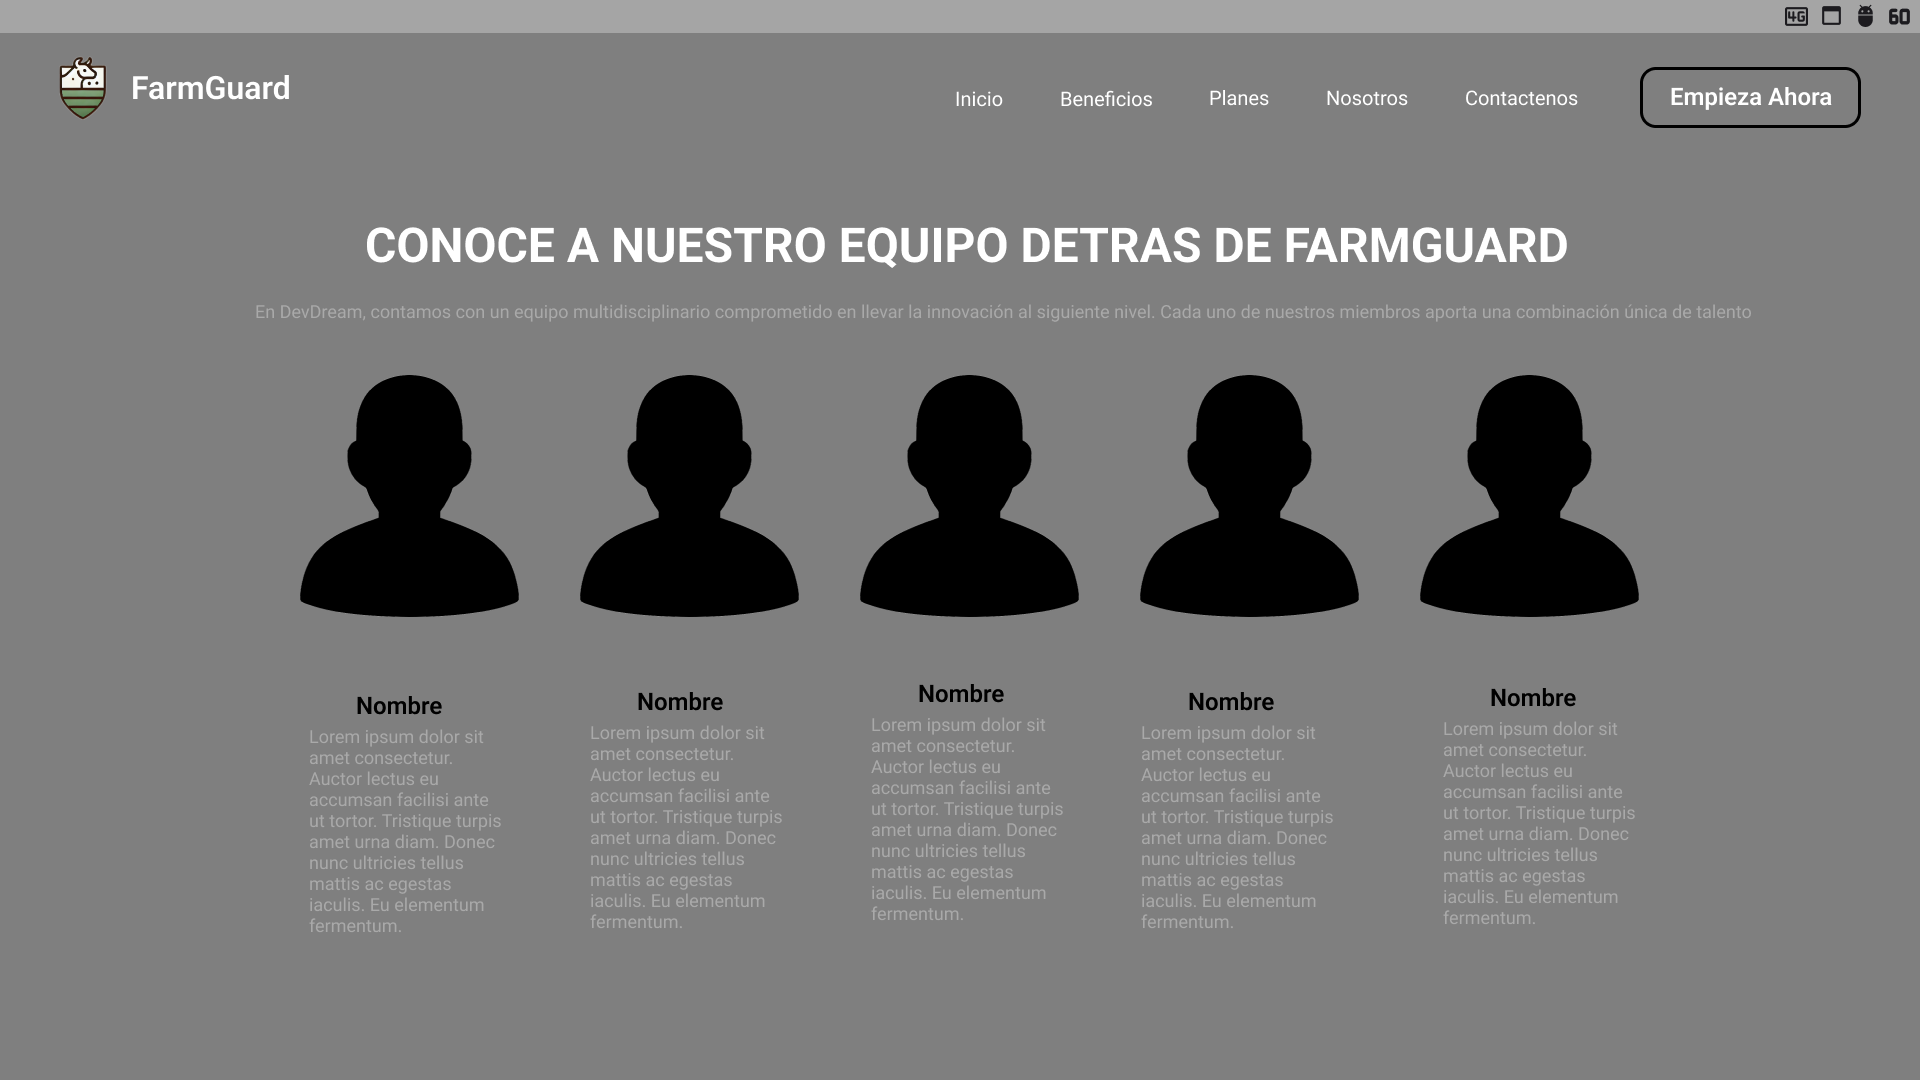 4G 60
FarmGuard
Inicio Beneficios Planes Nosotros Contactenos Empieza Ahora
CONOCE A NUESTRO EQUIPO DETRAS DE FARMGUARD
En DevDream, contamos con un equipo multidisciplinario comprometido en llevar la innovación al siguiente nivel. Cada uno de nuestros miembros aporta una combinación única de talento
Nombre
Lorem ipsum dolor sit
amet consectetur.
Auctor lectus eu
accumsan facilisi ante
ut tortor. Tristique turpis
amet urna diam. Donec
nunc ultricies tellus
mattis ac egestas
iaculis. Eu elementum
fermentum.
Nombre
Lorem ipsum dolor sit
amet consectetur.
Auctor lectus eu
accumsan facilisi ante
ut tortor. Tristique turpis
amet urna diam. Donec
nunc ultricies tellus
mattis ac egestas
iaculis. Eu elementum
fermentum.
Nombre
Lorem ipsum dolor sit
amet consectetur.
Auctor lectus eu
accumsan facilisi ante
ut tortor. Tristique turpis
amet urna diam. Donec
nunc ultricies tellus
mattis ac egestas
iaculis. Eu elementum
fermentum.
Nombre
Lorem ipsum dolor sit
amet consectetur.
Auctor lectus eu
accumsan facilisi ante
ut tortor. Tristique turpis
amet urna diam. Donec
nunc ultricies tellus
mattis ac egestas
iaculis. Eu elementum
fermentum.
Nombre
Lorem ipsum dolor sit
amet consectetur.
Auctor lectus eu
accumsan facilisi ante
ut tortor. Tristique turpis
amet urna diam. Donec
nunc ultricies tellus
mattis ac egestas
iaculis. Eu elementum
fermentum.